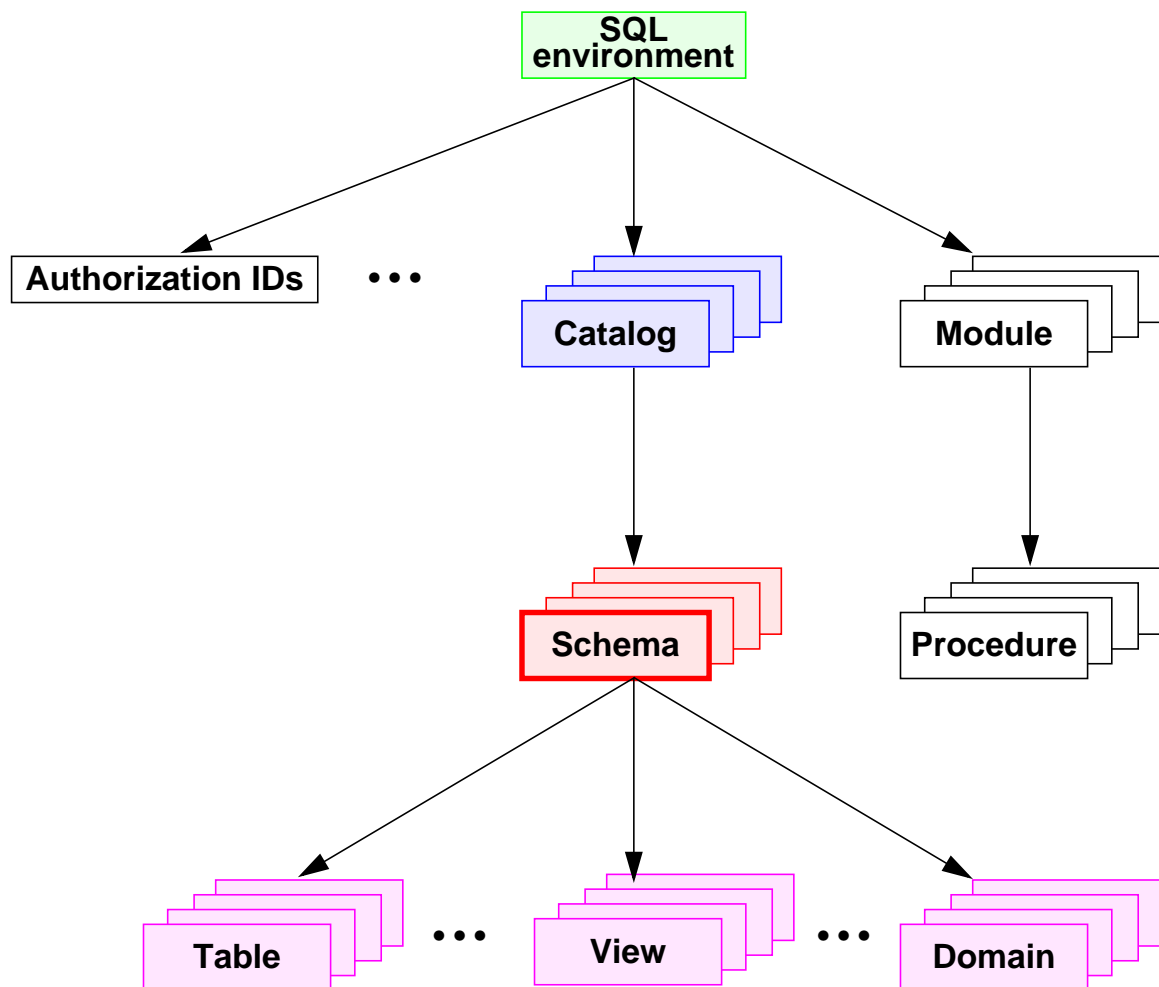 SQL
environment
Authorization IDs
•••
Catalog
Module
Schema
Procedure
Table
•••
View
•••
Domain